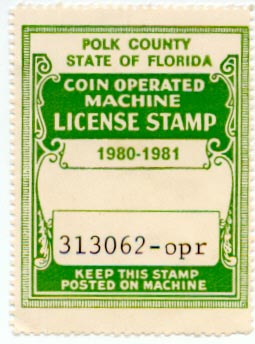 POLK COUNTY
STATE OF FLORIDA
COIN OPERATED
MACHINE
LICENSE STAMP
1980-1981
313062-opr
KEEP THIS STAMP
POSTED ON MACHINE